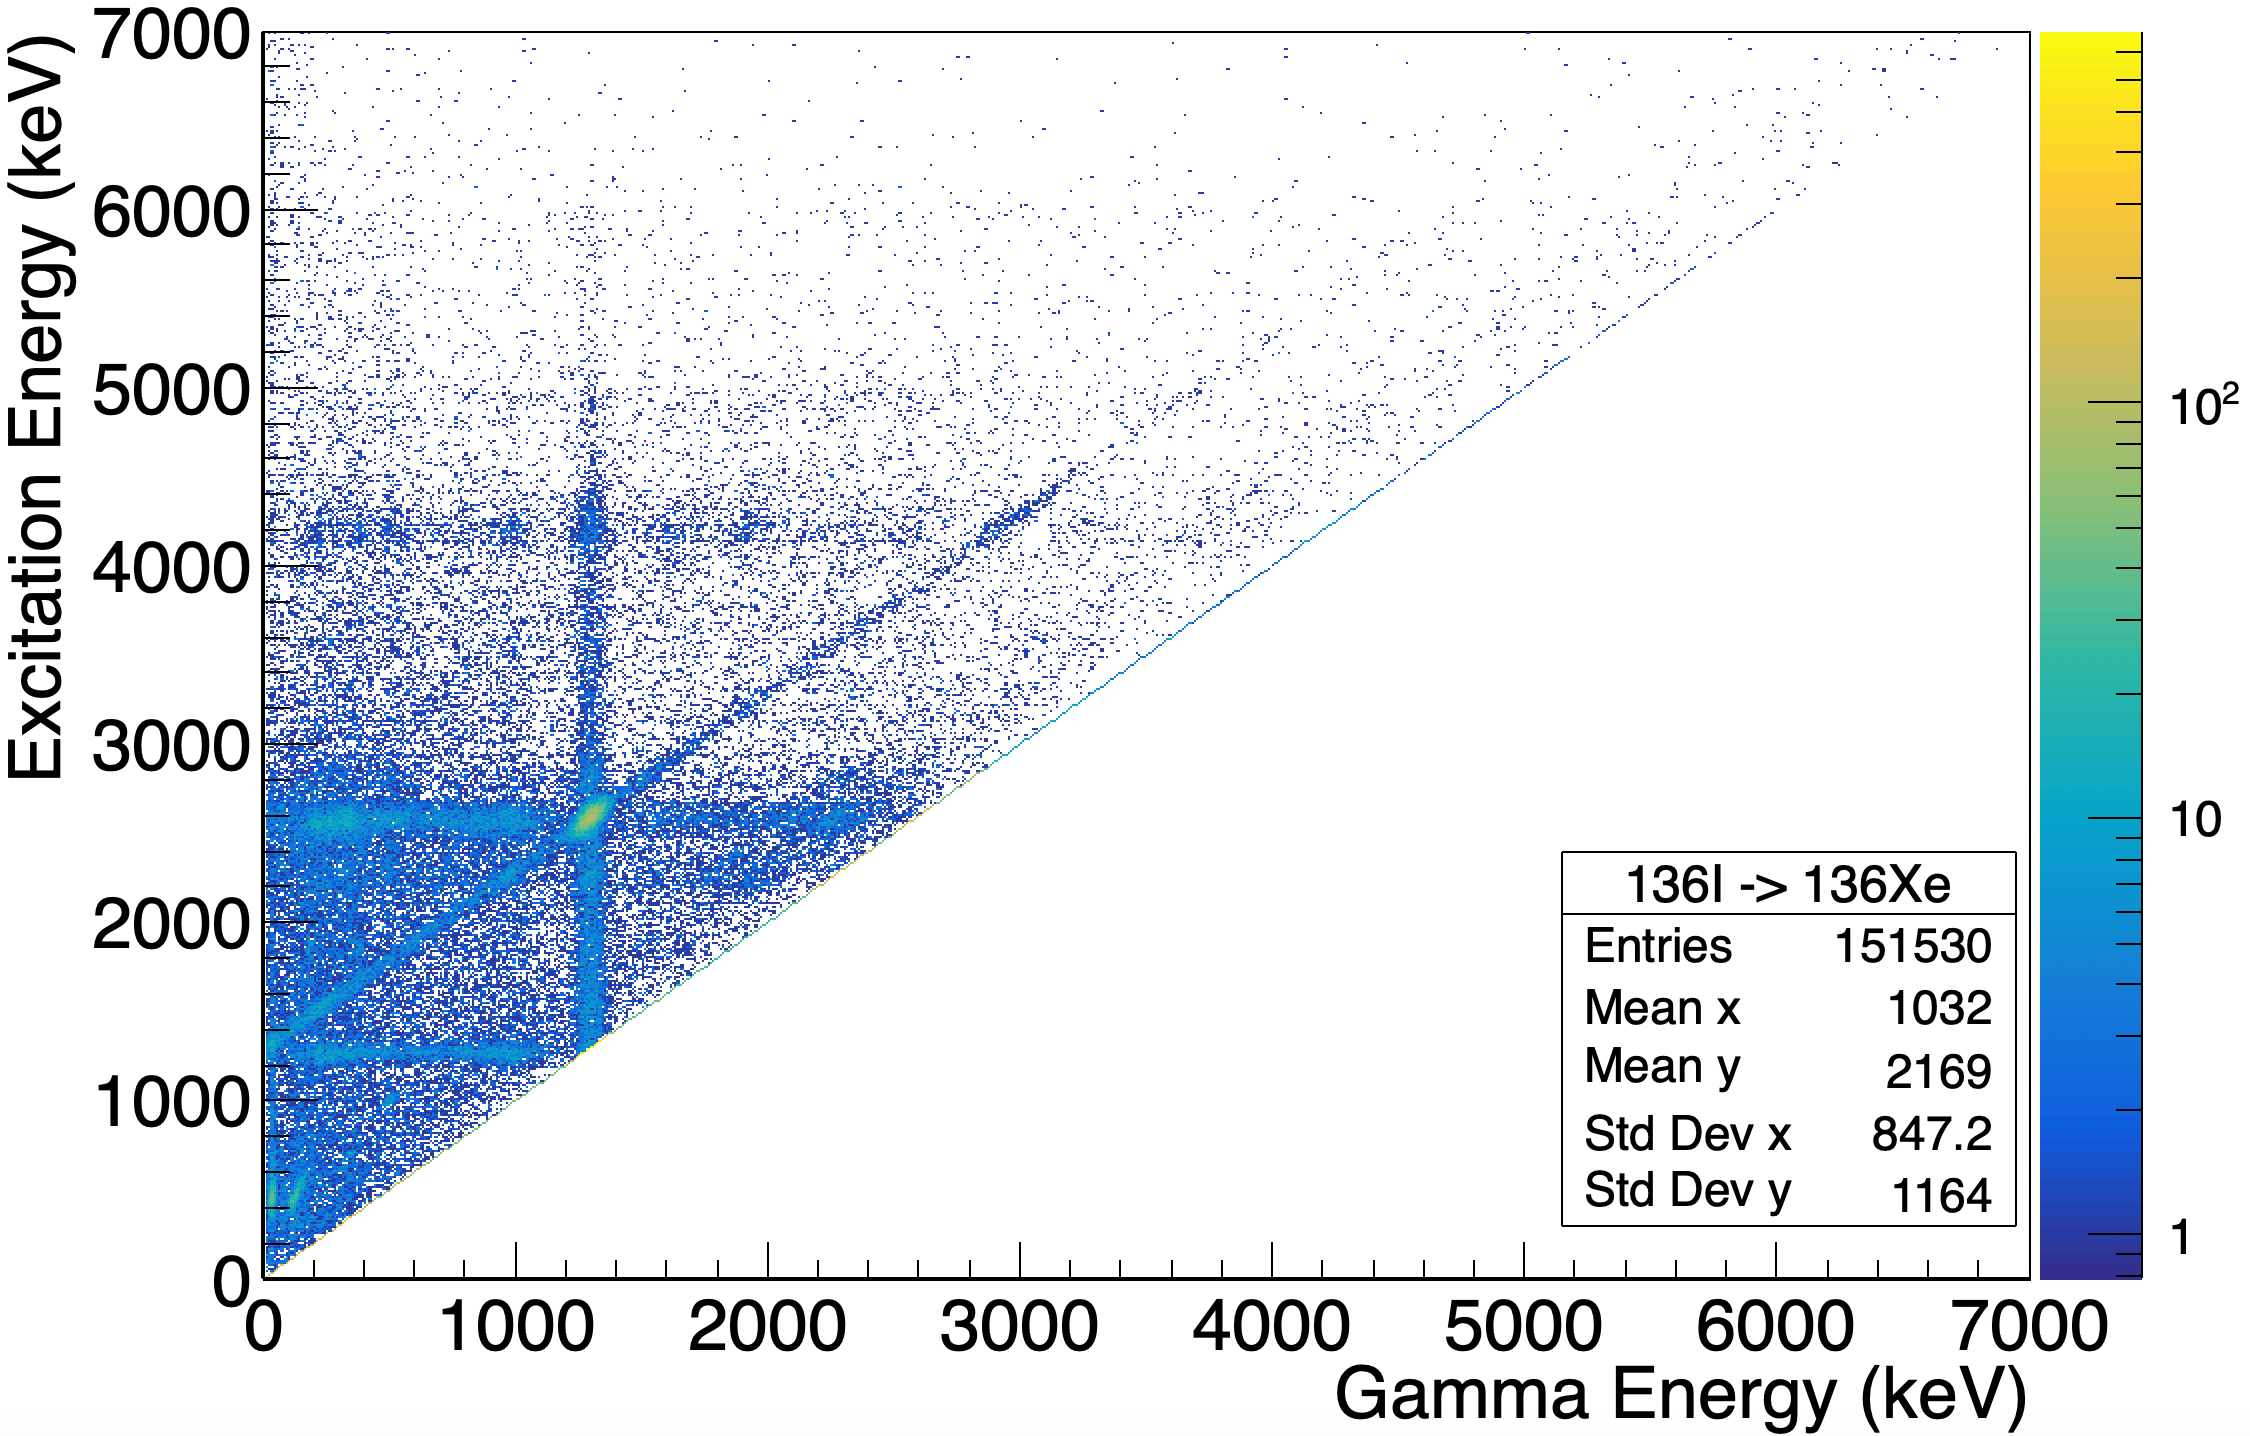 Excitation Energy (keV)
7000
6000
5000
4000
3000
2000
1000
0
0 1000 2000 3000 4000 5000 6000 7000
Gamma Energy (keV)
136I -> 136Xe
Entries 151530
Mean x 1032
Mean y 2169
Std Dev x 847.2
Std Dev y 1164
10²
10
1